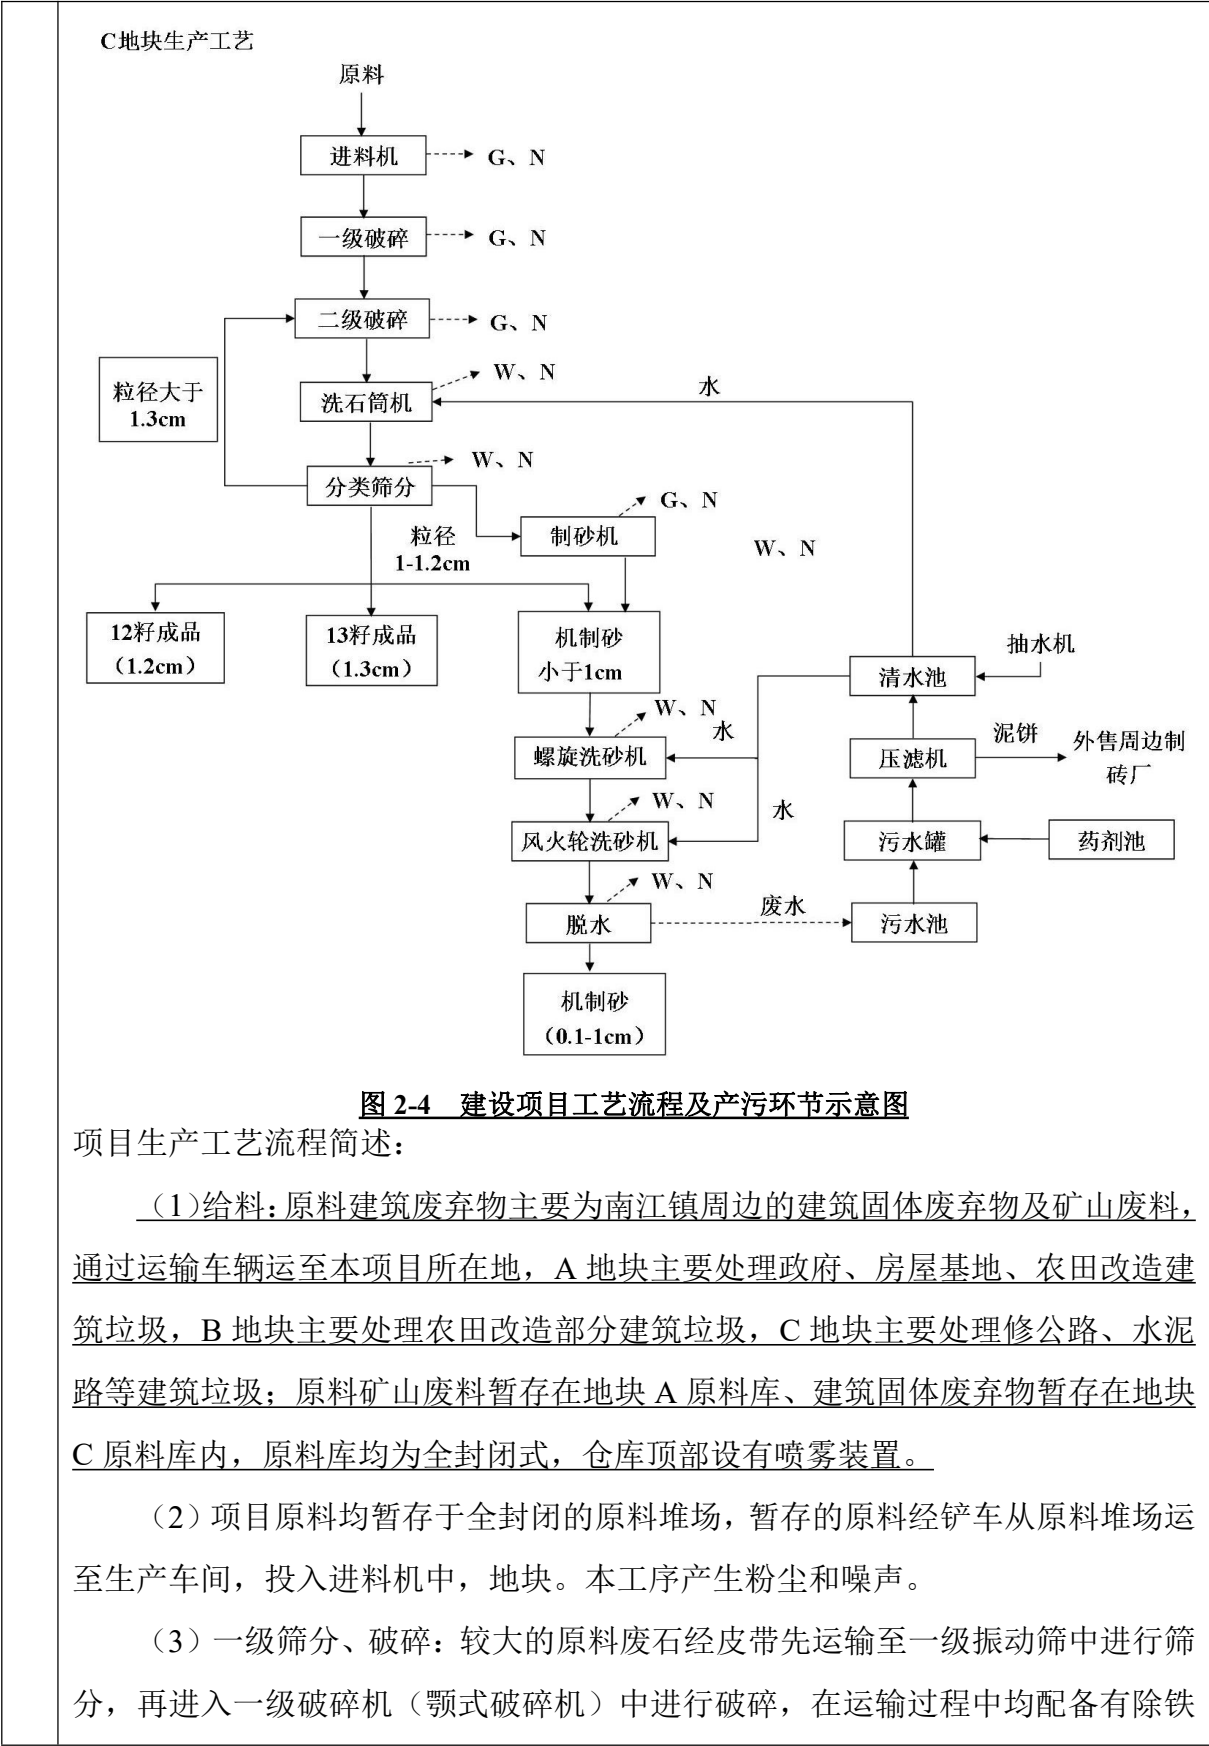 C地块生产工艺
原料
进料机
G、N
一级破碎
G、N
二级破碎
G、N
W、N
粒径大于
1.3cm
洗石筒机
水
W、N
分类筛分
G、N
粒径
1-1.2cm
制砂机
W、N
12籽成品
（1.2cm）
13籽成品
（1.3cm）
机制砂
小于1cm
抽水机
清水池
W、N
水
螺旋洗砂机
压滤机
泥饼
外售周边制
砖厂
W、N
水
风火轮洗砂机
污水罐
药剂池
W、N
脱水
废水
污水池
机制砂
（0.1-1cm）
图 2-4 建设项目工艺流程及产污环节示意图
项目生产工艺流程简述：
（1）给料：原料建筑废弃物主要为南江镇周边的建筑固体废弃物及矿山废料，
通过运输车辆运至本项目所在地，A 地块主要处理政府、房屋基地、农田改造建
筑垃圾，B 地块主要处理农田改造部分建筑垃圾，C 地块主要处理修公路、水泥
路等建筑垃圾；原料矿山废料暂存在地块 A 原料库、建筑固体废弃物暂存在地块
C 原料库内，原料库均为全封闭式，仓库顶部设有喷雾装置。
（2）项目原料均暂存于全封闭的原料堆场，暂存的原料经铲车从原料堆场运
至生产车间，投入进料机中，地块。本工序产生粉尘和噪声。
（3）一级筛分、破碎：较大的原料废石经皮带先运输至一级振动筛中进行筛
分，再进入一级破碎机（颚式破碎机）中进行破碎，在运输过程中均配备有除铁